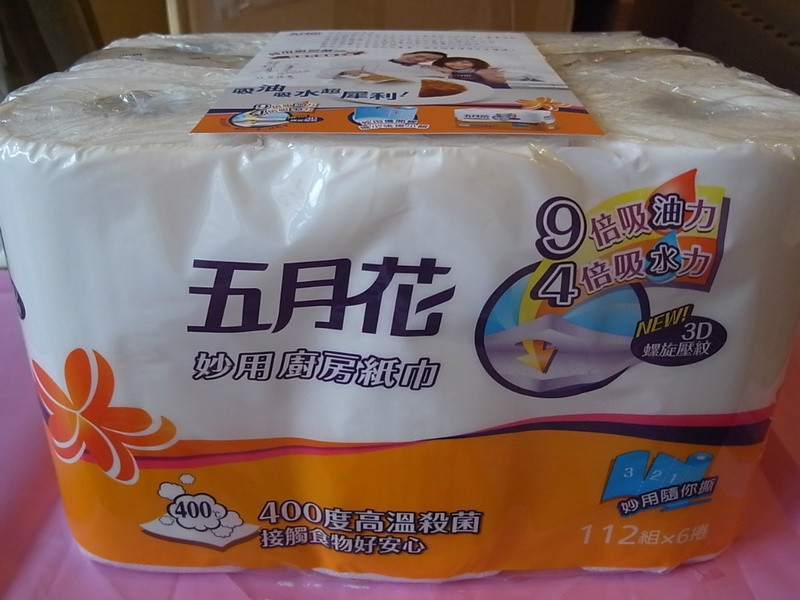 吸油吸水超犀利!
五月花
妙用廚房紙巾
9倍吸油力
4倍吸水力
NEW!
3D
螺旋壓紋
400
400度高溫殺菌
接觸食物好安心
3 2 1
妙用隨你撕
112組×6捲